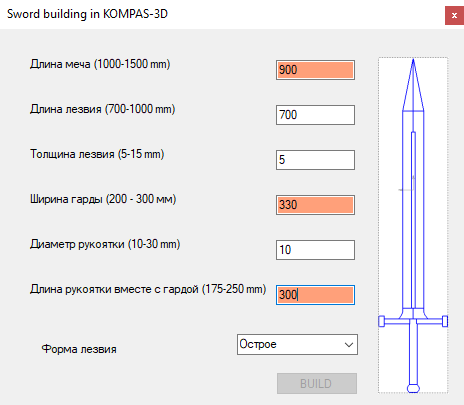 Sword building in KOMPAS-3D
x
Длина меча (1000-1500 mm) 900
Длина лезвия (700-1000 mm) 700
Толщина лезвия (5-15 mm) 5
Ширина гарды (200 - 300 мм) 330
Диаметр рукоятки (10-30 mm) 10
Длина рукоятки вместе с гардой (175-250 mm) 300
Форма лезвия Острое
BUILD